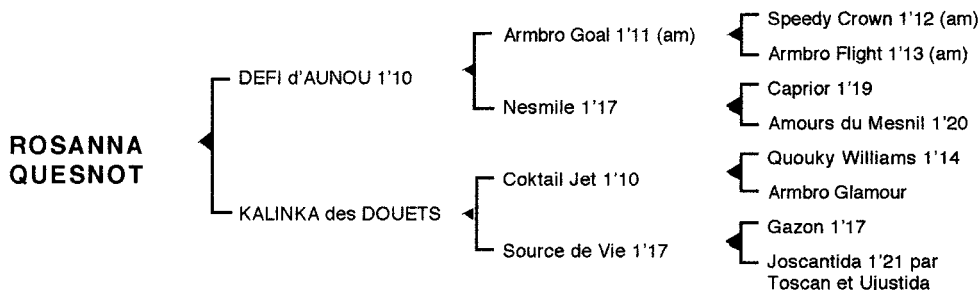 Speedy Crown 1'12 (am)
Armbro Goal 1'11 (am)
Armbro Flight 1'13 (am)
DEFI d'AUNOU 1'10
Caprior 1'19
Nesmile 1'17
Amours du Mesnil 1'20
ROSANNA
QUESNOT
Quouky Williams 1'14
Coktail Jet 1'10
Armbro Glamour
KALINKA des DOUETS
Gazon 1'17
Source de Vie 1'17
Joscantida 1'21 par
Toscan et Ujustida